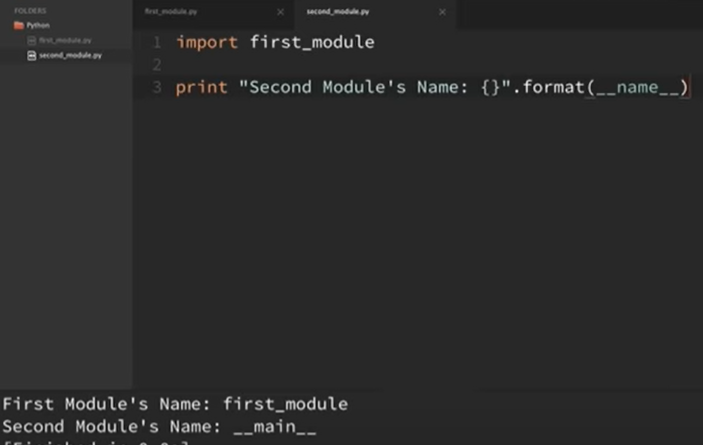 FOLDERS
Python
first_module.py
second_module.py
first_module.py ×
second_module.py ×
1 import first_module
2
3 print "Second Module's Name: {}".format(__name__)
First Module's Name: first_module
Second Module's Name: __main__